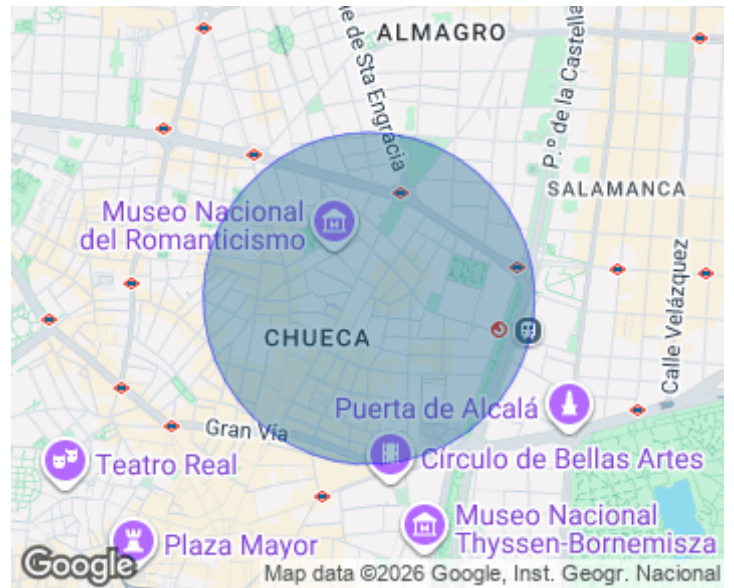 ALMAGRO
de Sta Engracia
P.º de la Castella
SALAMANCA
Museo Nacional
del Romanticismo
Calle Velázquez
CHUECA
Puerta de Alcalá
Gran Vía
Teatro Real
Círculo de Bellas Artes
Museo Nacional
Thyssen-Bornemisza
Plaza Mayor
Google
Map data ©2026 Google, Inst. Geogr. Nacional